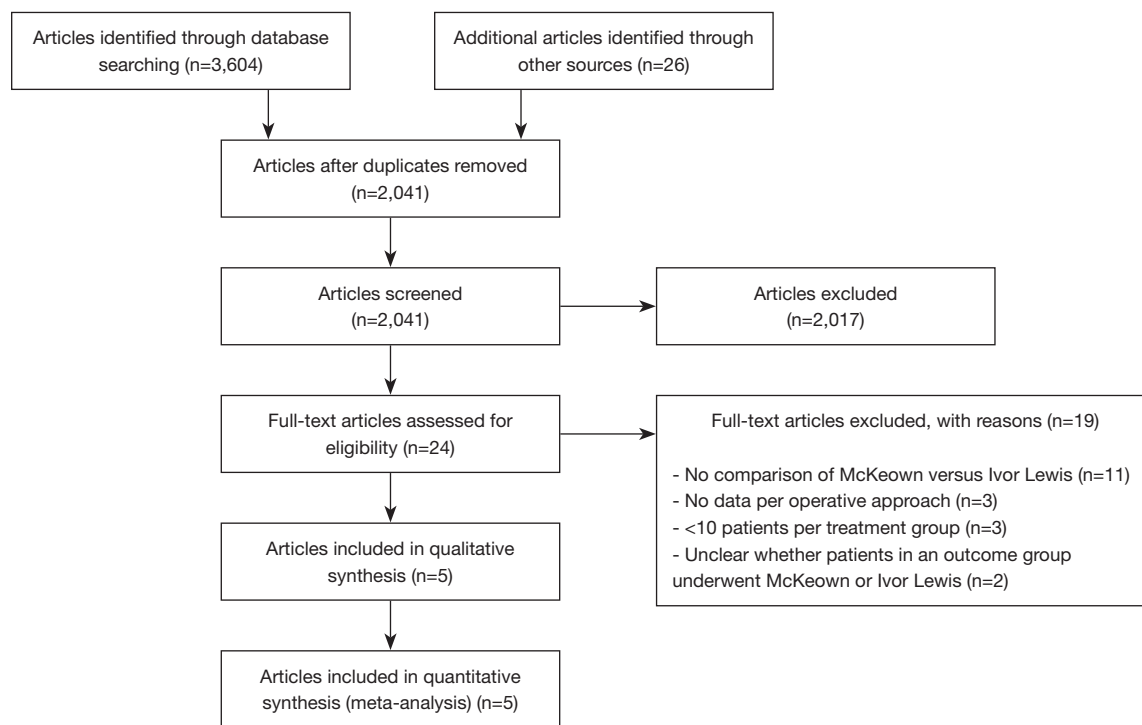 Articles identified through database
searching (n=3,604)
Additional articles identified through
other sources (n=26)
Articles after duplicates removed
(n=2,041)
Articles screened
(n=2,041)
Articles excluded
(n=2,017)
Full-text articles assessed for
eligibility (n=24)
Full-text articles excluded, with reasons (n=19)
- No comparison of McKeown versus Ivor Lewis (n=11)
- No data per operative approach (n=3)
- <10 patients per treatment group (n=3)
- Unclear whether patients in an outcome group
underwent McKeown or Ivor Lewis (n=2)
Articles included in qualitative
synthesis (n=5)
Articles included in quantitative
synthesis (meta-analysis) (n=5)